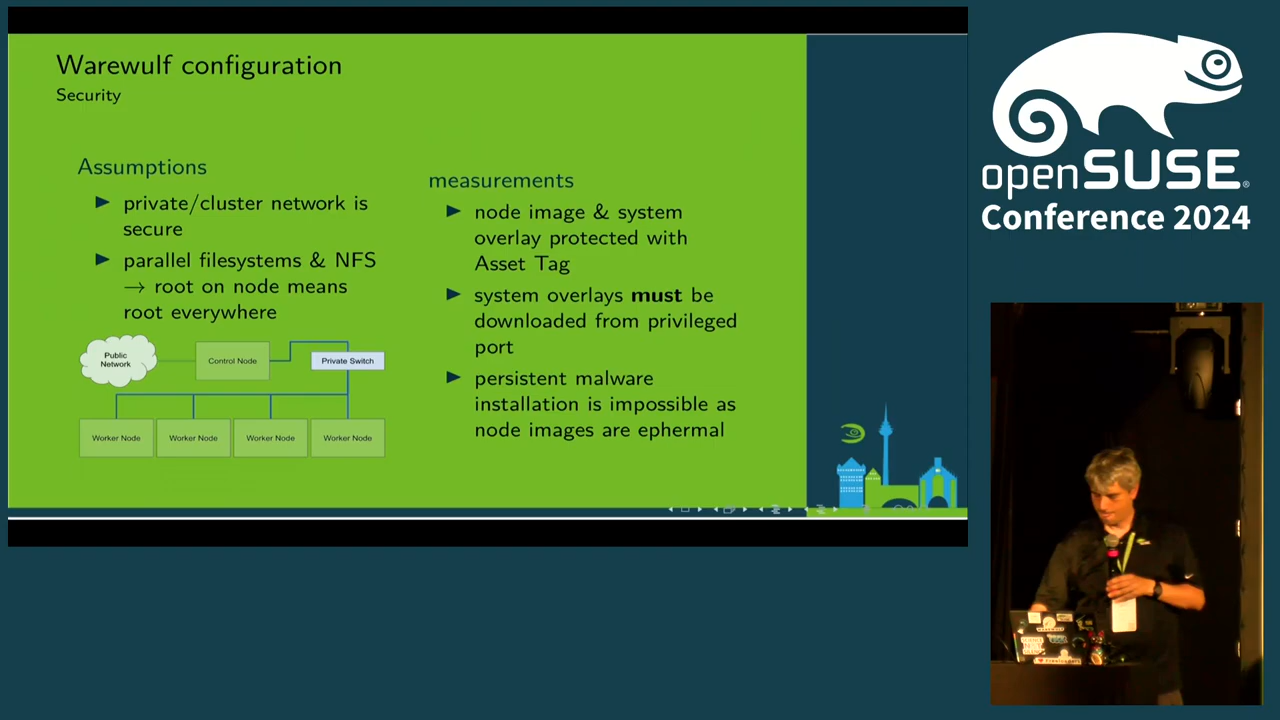 Warewulf configuration
Security
Assumptions
► private/cluster network is
secure
► parallel filesystems & NFS
→ root on node means
root everywhere
Public
Network
Control Node
Private Switch
Worker Node
Worker Node
Worker Node
Worker Node
measurements
► node image & system
overlay protected with
Asset Tag
► system overlays must be
downloaded from privileged
port
► persistent malware
installation is impossible as
node images are ephermal
openSUSE®
Conference 2024